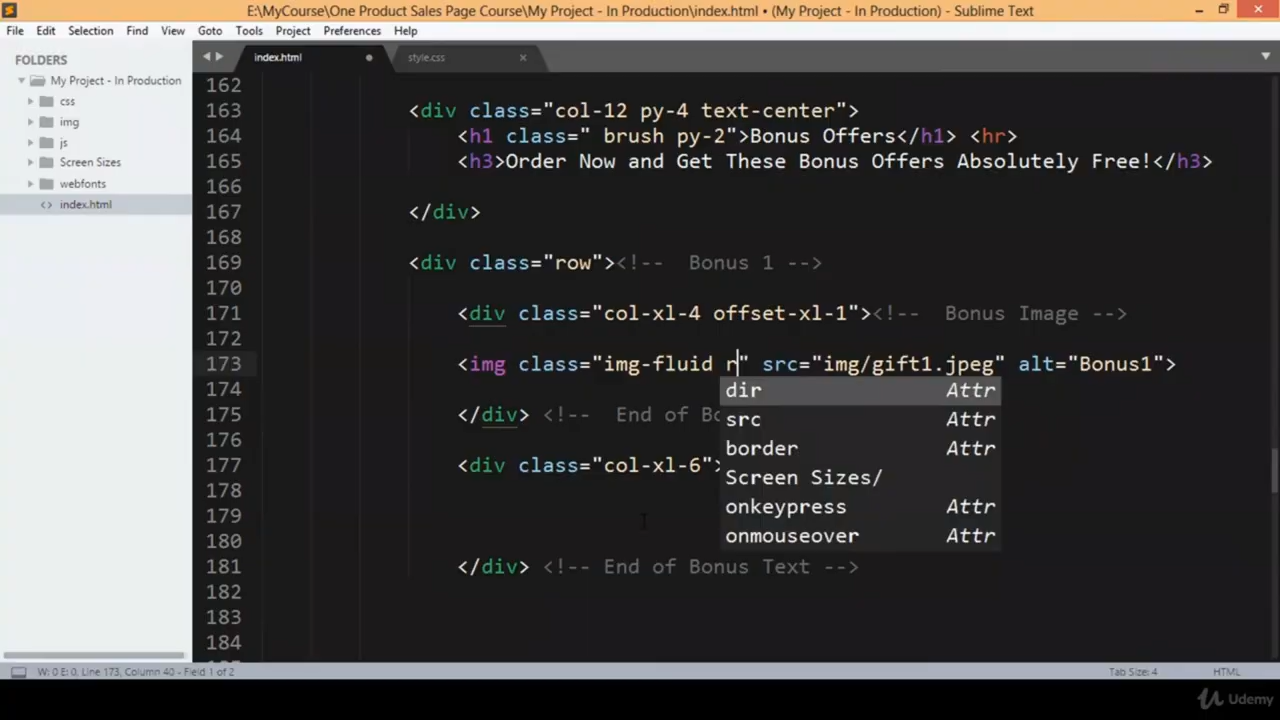 E:\MyCourse\One Product Sales Page Course\My Project - In Production\index.html • (My Project - In Production) - Sublime Text
File Edit Selection Find View Goto Tools Project Preferences Help
FOLDERS
My Project - In Production
css
img
js
Screen Sizes
webfonts
<> index.html
index.html
style.css
162
163 <div class="col-12 py-4 text-center">
164 <h1 class=" brush py-2">Bonus Offers</h1> <hr>
165 <h3>Order Now and Get These Bonus Offers Absolutely Free!</h3>
166
167 </div>
168
169 <div class="row"><!-- Bonus 1 -->
170
171 <div class="col-xl-4 offset-xl-1"><!-- Bonus Image -->
172
173 <img class="img-fluid r" src="img/gift1.jpeg" alt="Bonus1">
174
175 </div> <!-- End of Bo
176
177 <div class="col-xl-6">
178
179
180
181 </div> <!-- End of Bonus Text -->
182
183
184
dir Attr
src Attr
border Attr
Screen Sizes/
onkeypress Attr
onmouseover Attr
W: 0 E: 0, Line 173, Column 40 - Field 1 of 2
Tab Size: 4
HTML
Udemy